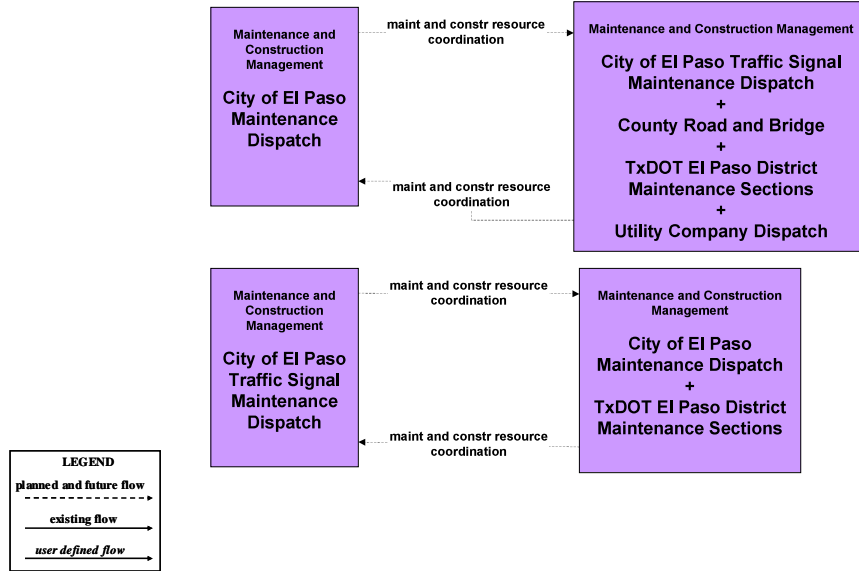 Maintenance and
Construction
Management
City of El Paso
Maintenance
Dispatch
maint and constr resource
coordination
maint and constr resource
coordination
Maintenance and Construction Management
City of El Paso Traffic Signal
Maintenance Dispatch
+
County Road and Bridge
+
TxDOT El Paso District
Maintenance Sections
+
Utility Company Dispatch
Maintenance and
Construction
Management
City of El Paso
Traffic Signal
Maintenance
Dispatch
maint and constr resource
coordination
maint and constr resource
coordination
Maintenance and Construction
Management
City of El Paso
Maintenance Dispatch
+
TxDOT El Paso District
Maintenance Sections
LEGEND
planned and future flow
existing flow
user defined flow